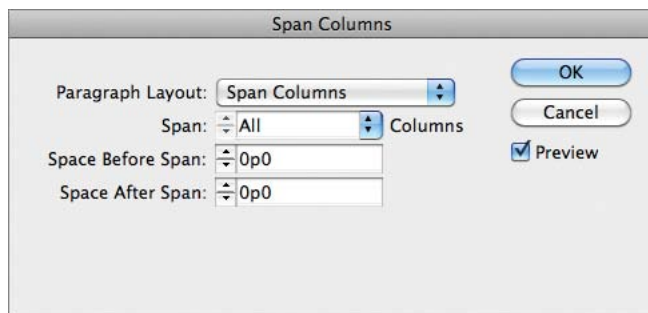 Span Columns
Paragraph Layout: Span Columns
OK
Span: All Columns
Cancel
Space Before Span: 0p0
Preview
Space After Span: 0p0